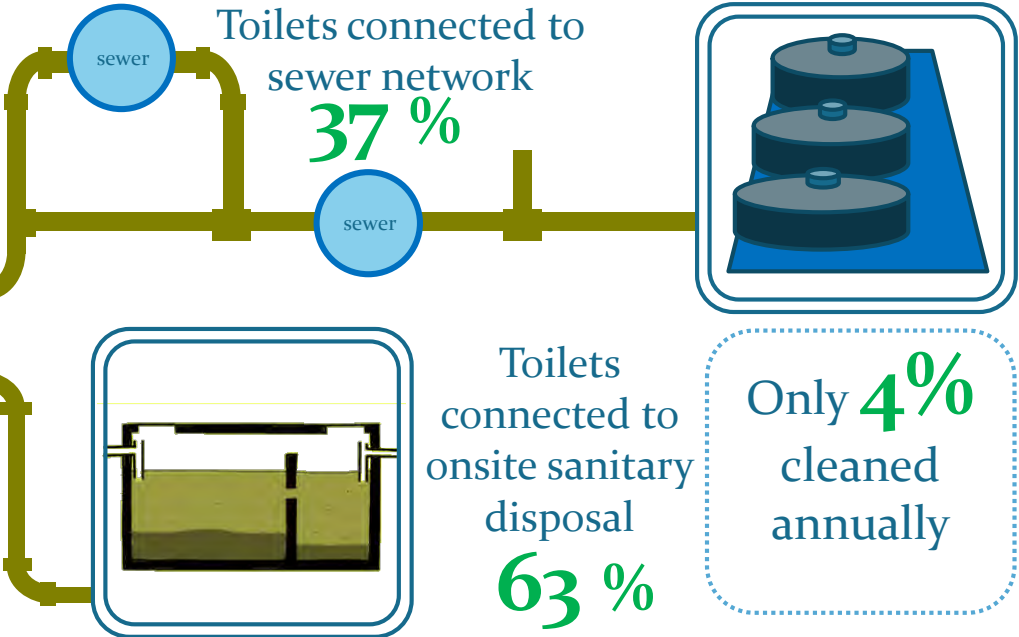 sewer
Toilets connected to
sewer network
37 %
sewer
Toilets
connected to
onsite sanitary
disposal
63 %
Only 4%
cleaned
annually